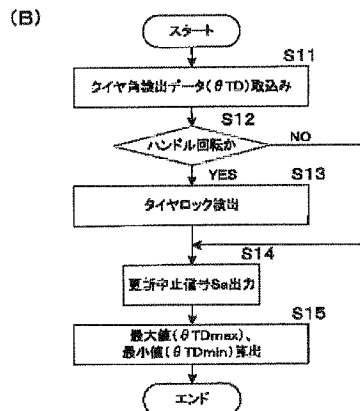 (B)
スタート
S11
タイヤ角検出データ(θTD)取込み
S12
ハンドル回転か
NO
YES
S13
タイヤロック検出
S14
更新中止信号Sa出力
S15
最大値(θTDmax)、
最小値(θTDmin)算出
エンド